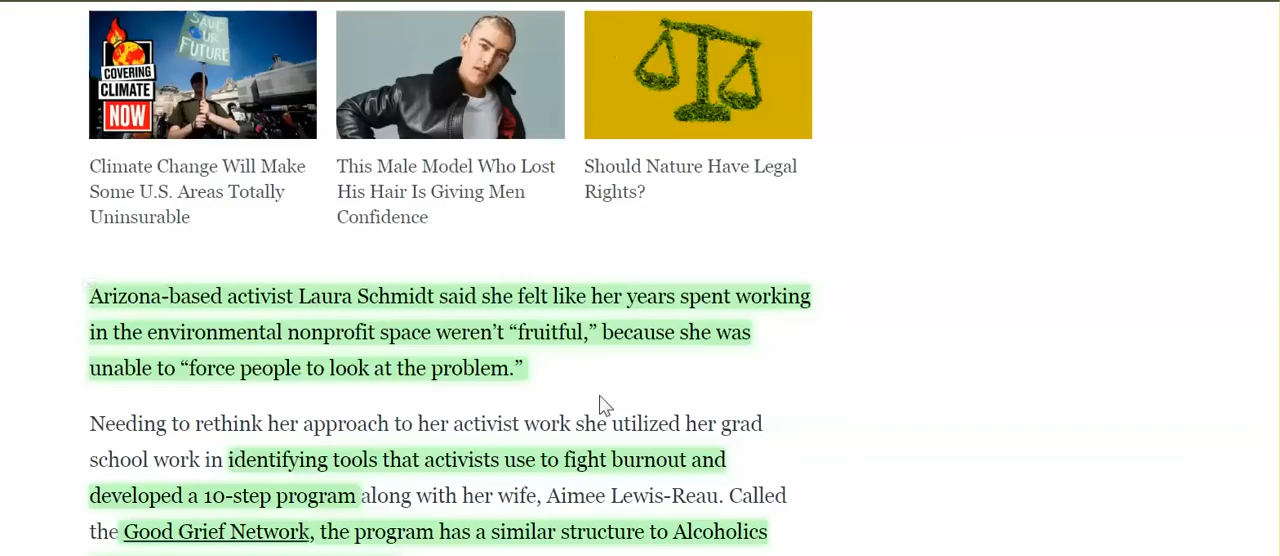 SAVE
OUR
FUTURE
COVERING
CLIMATE
NOW
Climate Change Will Make
Some U.S. Areas Totally
Uninsurable
This Male Model Who Lost
His Hair Is Giving Men
Confidence
Should Nature Have Legal
Rights?
Arizona-based activist Laura Schmidt said she felt like her years spent working
in the environmental nonprofit space weren’t “fruitful,” because she was
unable to “force people to look at the problem.”
Needing to rethink her approach to her activist work she utilized her grad
school work in identifying tools that activists use to fight burnout and
developed a 10-step program along with her wife, Aimee Lewis-Reau. Called
the Good Grief Network, the program has a similar structure to Alcoholics